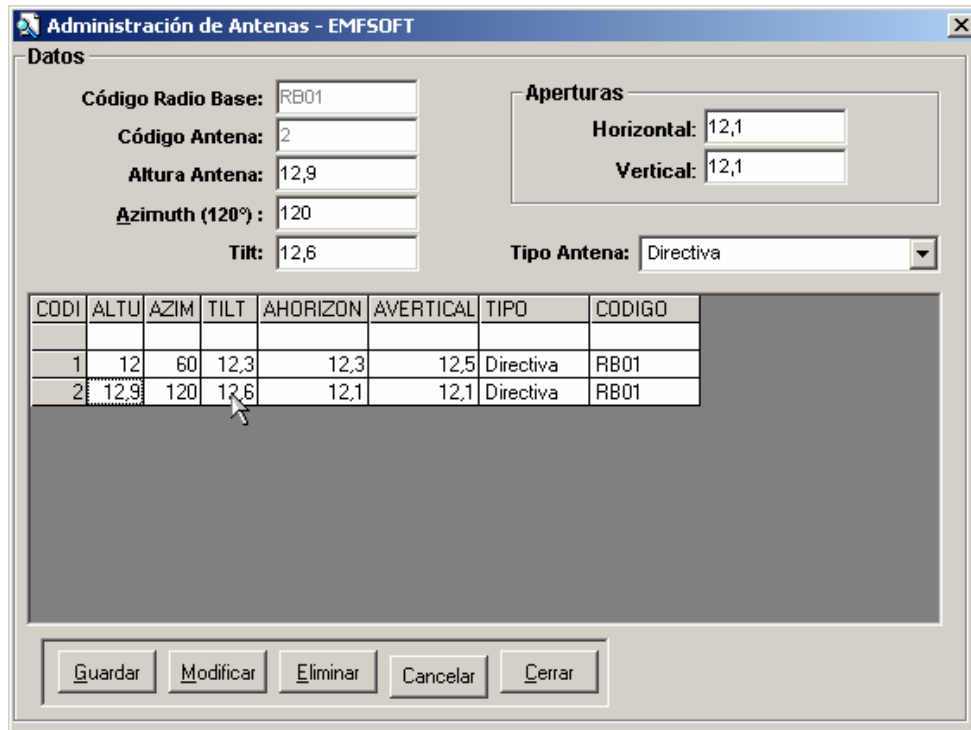 Administración de Antenas - EMFSOFT
Datos
Código Radio Base: RB01
Código Antena: 2
Altura Antena: 12,9
Azimuth (120°) : 120
Tilt: 12,6
Aperturas
Horizontal: 12,1
Vertical: 12,1
Tipo Antena: Directiva
CODI ALTU AZIM TILT AHORIZON AVERTICAL TIPO CODIGO
1 12 60 12,3 12,3 12,5 Directiva RB01
2 12,9 120 12,6 12,1 12,1 Directiva RB01
Guardar Modificar Eliminar Cancelar Cerrar